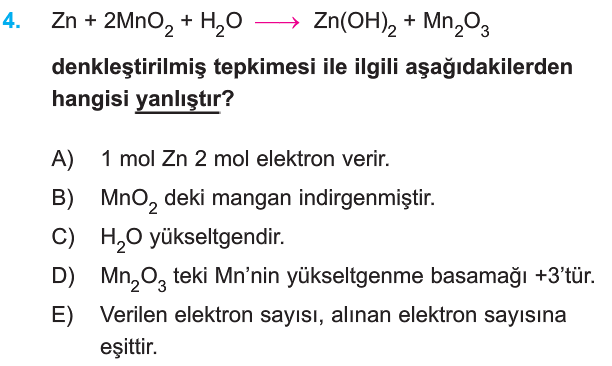 4. Zn + 2MnO₂ + H₂O ⟶ Zn(OH)₂ + Mn₂O₃
denkleştirilmiş tepkimesi ile ilgili aşağıdakilerden
hangisi yanlıştır?
A) 1 mol Zn 2 mol elektron verir.
B) MnO₂ deki mangan indirgenmiştir.
C) H₂O yükseltgendir.
D) Mn₂O₃ teki Mn’nin yükseltgenme basamağı +3’tür.
E) Verilen elektron sayısı, alınan elektron sayısına
eşittir.